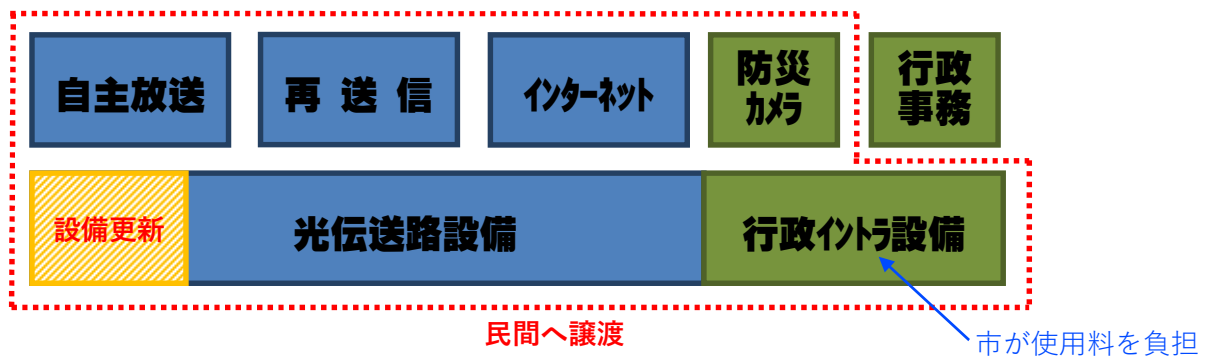 自主放送
再送信
インターネット
防災
カメラ
行政
事務
設備更新
光伝送路設備
行政イントラ設備
民間へ譲渡
市が使用料を負担